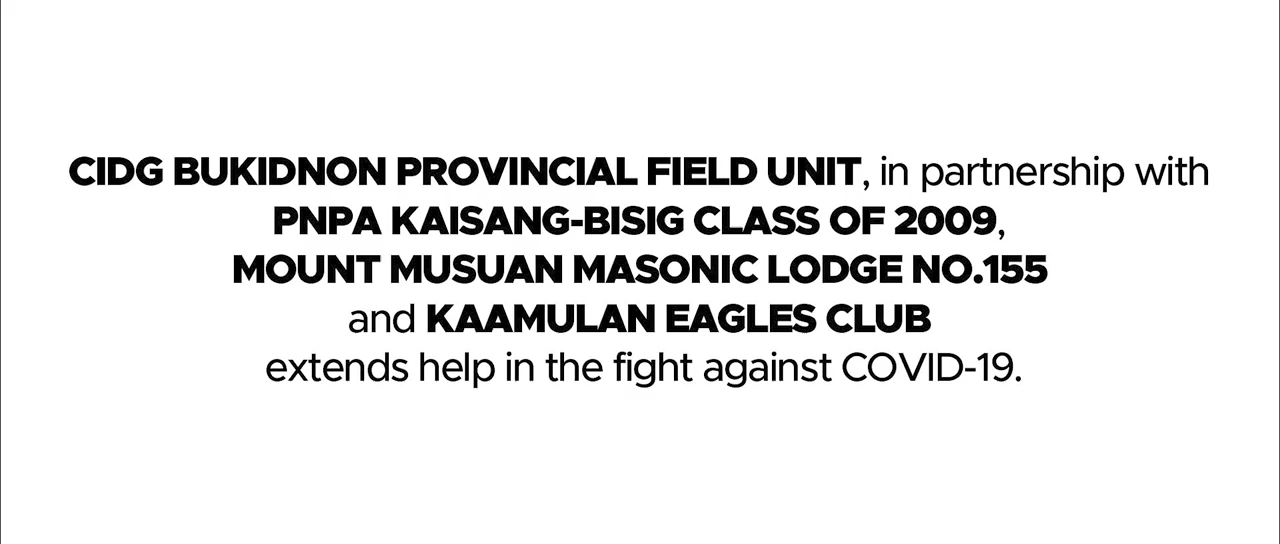 CIDG BUKIDNON PROVINCIAL FIELD UNIT, in partnership with
PNPA KAISANG-BISIG CLASS OF 2009,
MOUNT MUSUAN MASONIC LODGE NO.155
and KAAMULAN EAGLES CLUB
extends help in the fight against COVID-19.